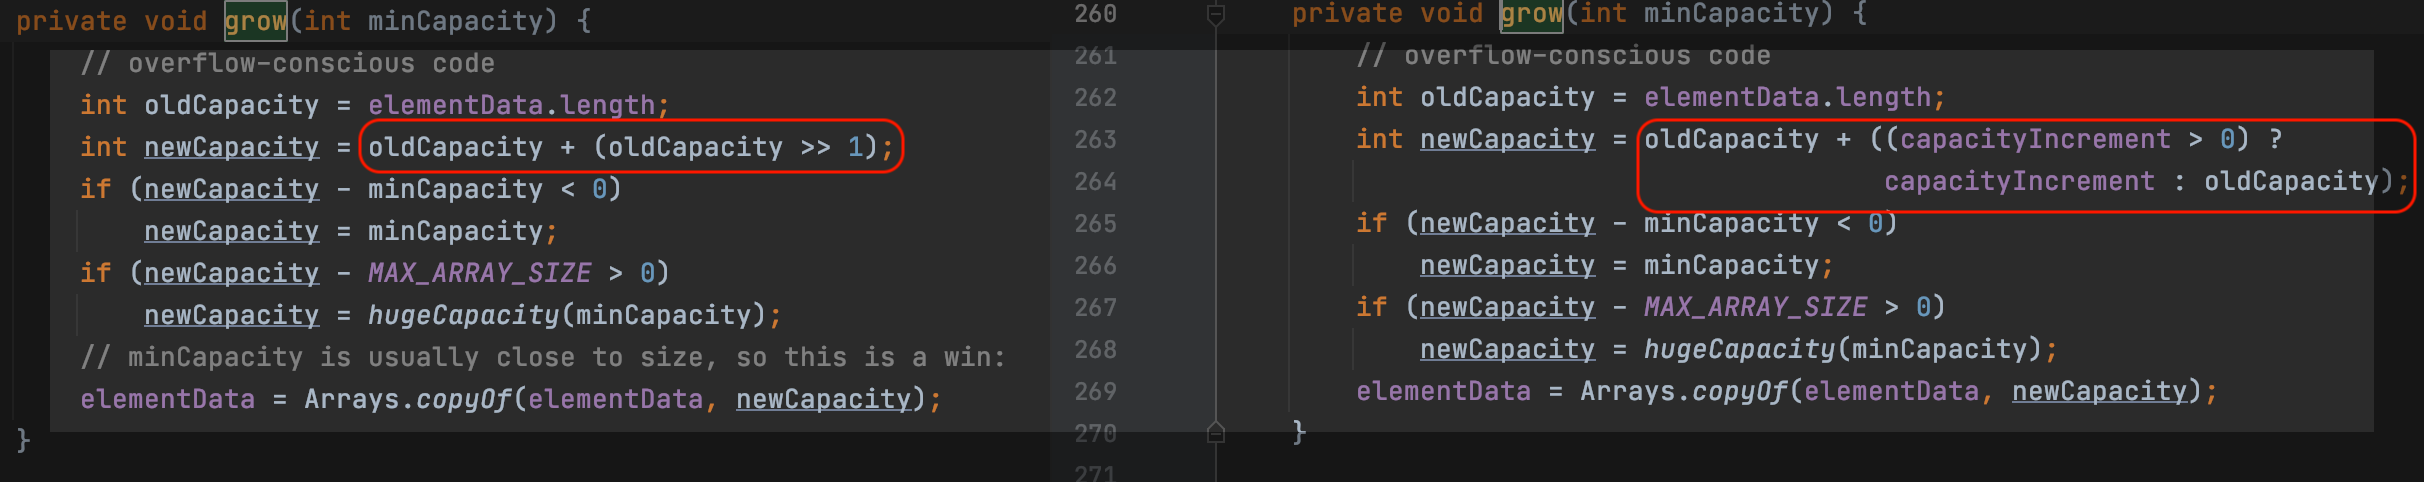 private void grow(int minCapacity) {
// overflow-conscious code
int oldCapacity = elementData.length;
int newCapacity = oldCapacity + (oldCapacity >> 1);
if (newCapacity - minCapacity < 0)
newCapacity = minCapacity;
if (newCapacity - MAX_ARRAY_SIZE > 0)
newCapacity = hugeCapacity(minCapacity);
// minCapacity is usually close to size, so this is a win:
elementData = Arrays.copyOf(elementData, newCapacity);
}
260 private void grow(int minCapacity) {
261 // overflow-conscious code
262 int oldCapacity = elementData.length;
263 int newCapacity = oldCapacity + ((capacityIncrement > 0) ?
264 capacityIncrement : oldCapacity);
265 if (newCapacity - minCapacity < 0)
266 newCapacity = minCapacity;
267 if (newCapacity - MAX_ARRAY_SIZE > 0)
268 newCapacity = hugeCapacity(minCapacity);
269 elementData = Arrays.copyOf(elementData, newCapacity);
270 }
271